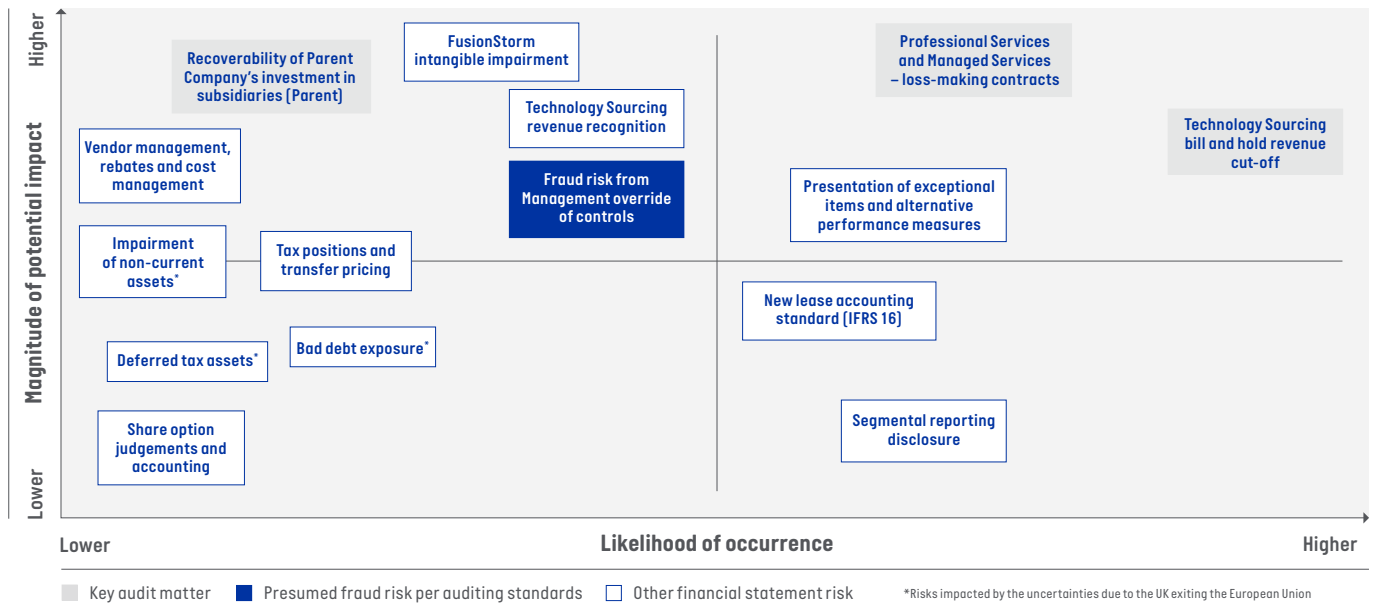 Higher
Magnitude of potential impact
Lower
Recoverability of Parent
Company's investment in
subsidiaries (Parent)
FusionStorm
intangible impairment
Professional Services
and Managed Services
– loss-making contracts
Technology Sourcing
revenue recognition
Technology Sourcing
bill and hold revenue
cut-off
Vendor management,
rebates and cost
management
Fraud risk from
Management override
of controls
Presentation of exceptional
items and alternative
performance measures
Impairment
of non-current
assets*
Tax positions and
transfer pricing
New lease accounting
standard (IFRS 16)
Deferred tax assets*
Bad debt exposure*
Share option
judgements and
accounting
Segmental reporting
disclosure
Lower
Likelihood of occurrence
Higher
Key audit matter
Presumed fraud risk per auditing standards
Other financial statement risk
*Risks impacted by the uncertainties due to the UK exiting the European Union